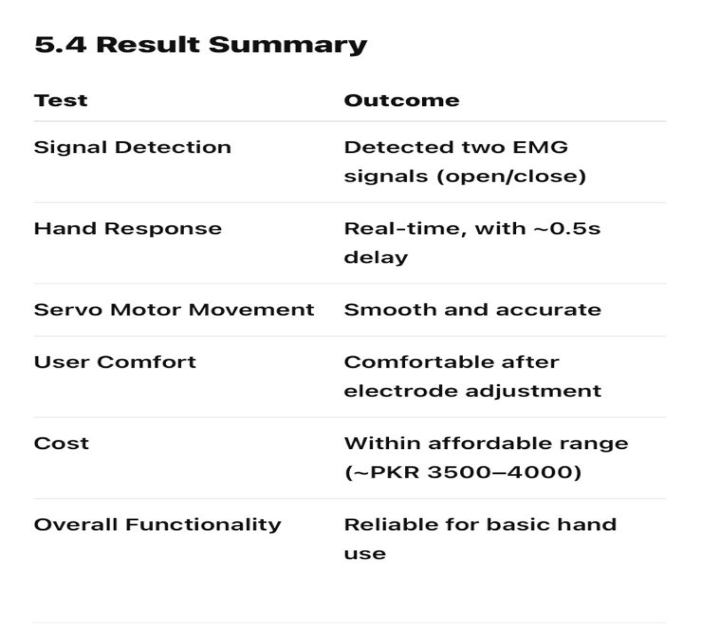 5.4 Result Summary
Test Outcome
Signal Detection Detected two EMG
signals (open/close)
Hand Response Real-time, with ~0.5s
delay
Servo Motor Movement Smooth and accurate
User Comfort Comfortable after
electrode adjustment
Cost Within affordable range
(~PKR 3500–4000)
Overall Functionality Reliable for basic hand
use